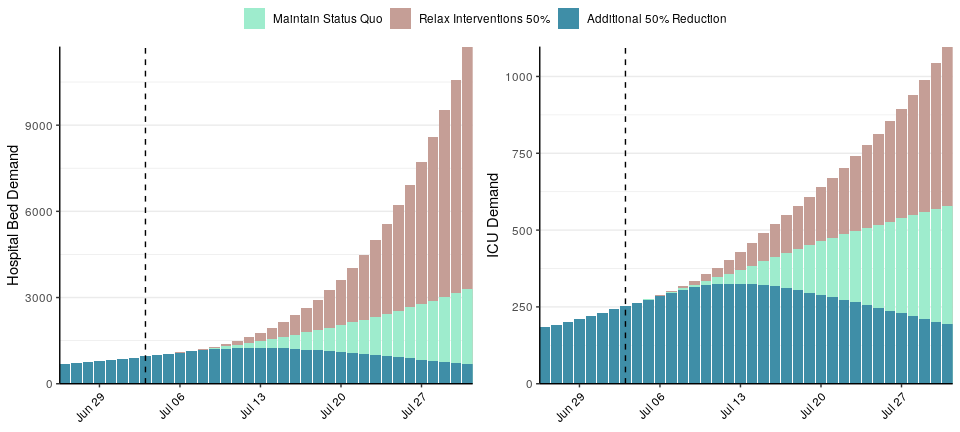 Maintain Status Quo Relax Interventions 50% Additional 50% Reduction
Hospital Bed Demand
9000
6000
3000
0
Jun 29 Jul 06 Jul 13 Jul 20 Jul 27
ICU Demand
1000
750
500
250
0
Jun 29 Jul 06 Jul 13 Jul 20 Jul 27